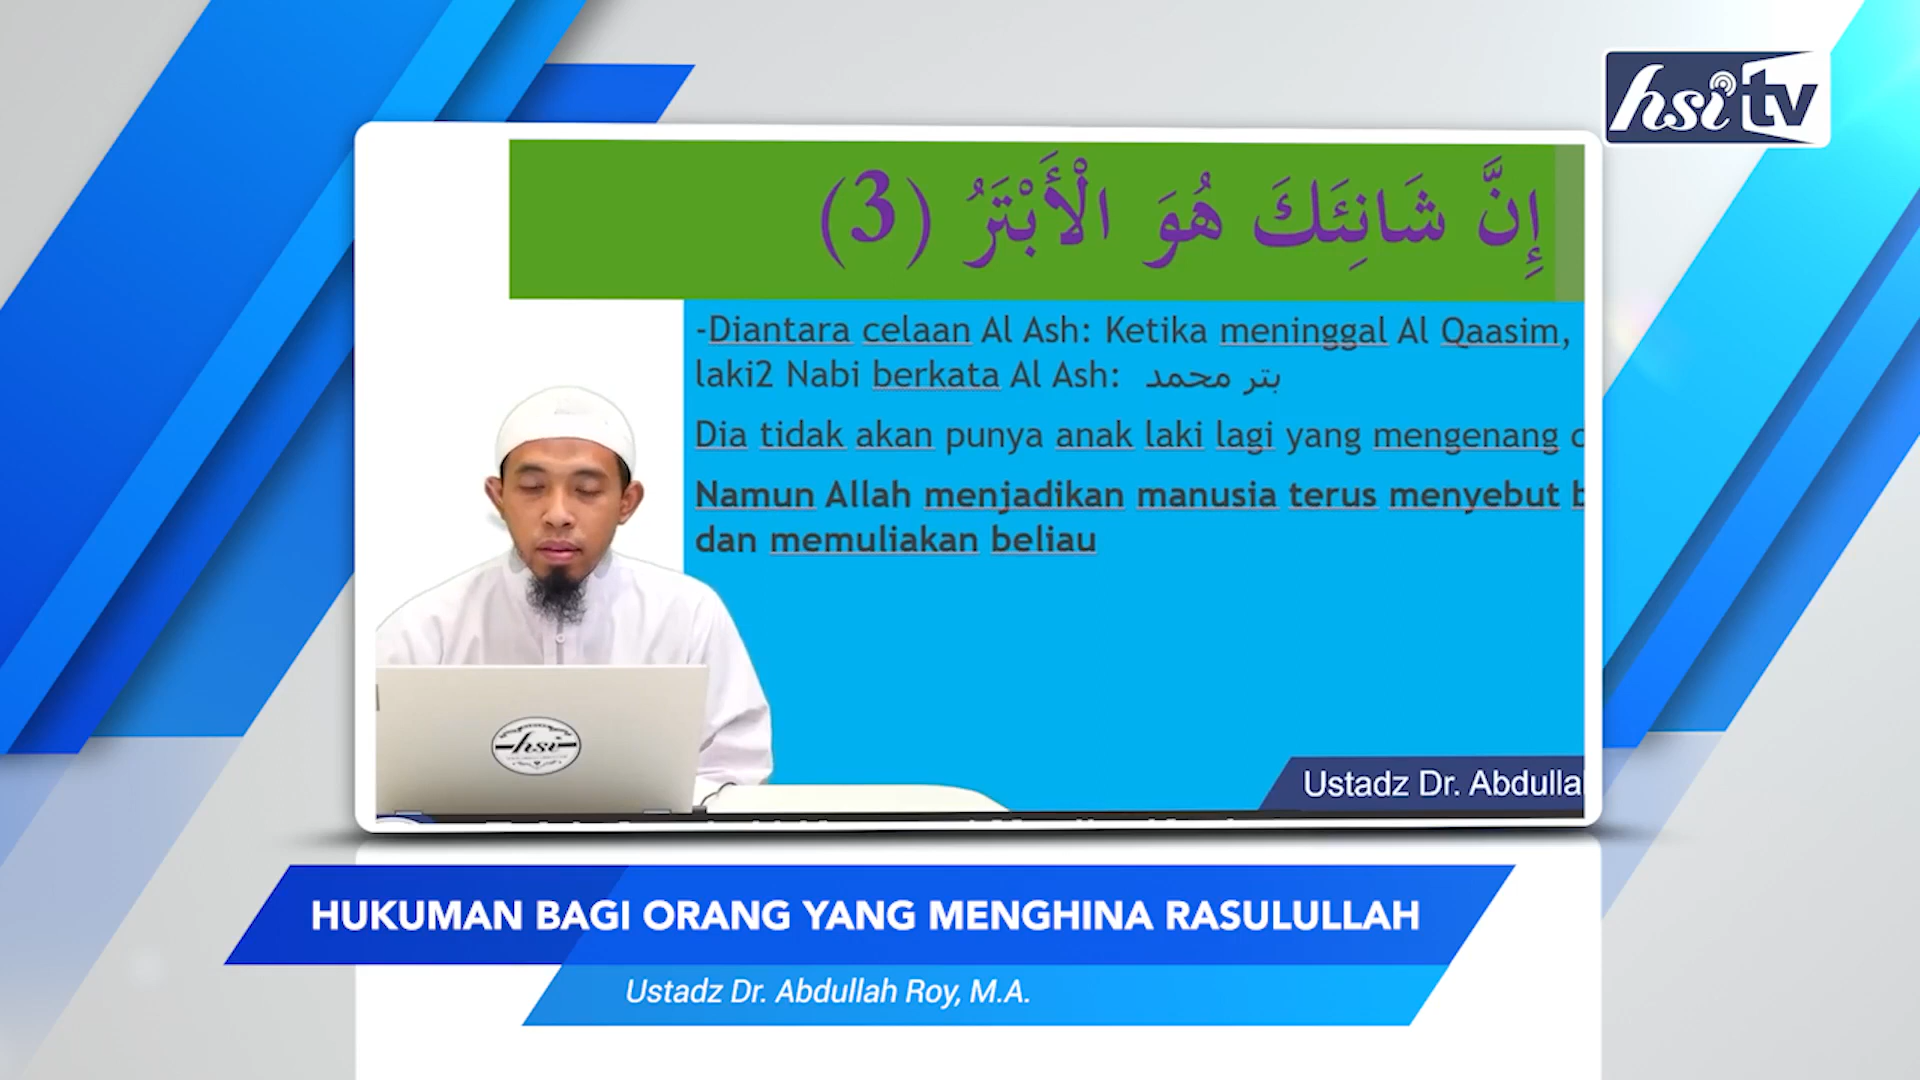 hsi tv
إِنَّ شَانِئَكَ هُوَ الْأَبْتَرُ (3)
-Diantara celaan Al Ash: Ketika meninggal Al Qaasim,
laki2 Nabi berkata Al Ash: بتر محمد
Dia tidak akan punya anak laki lagi yang mengenang
Namun Allah menjadikan manusia terus menyebut
dan memuliakan beliau
hsi
Ustadz Dr. Abdulla
HUKUMAN BAGI ORANG YANG MENGHINA RASULULLAH
Ustadz Dr. Abdullah Roy, M.A.